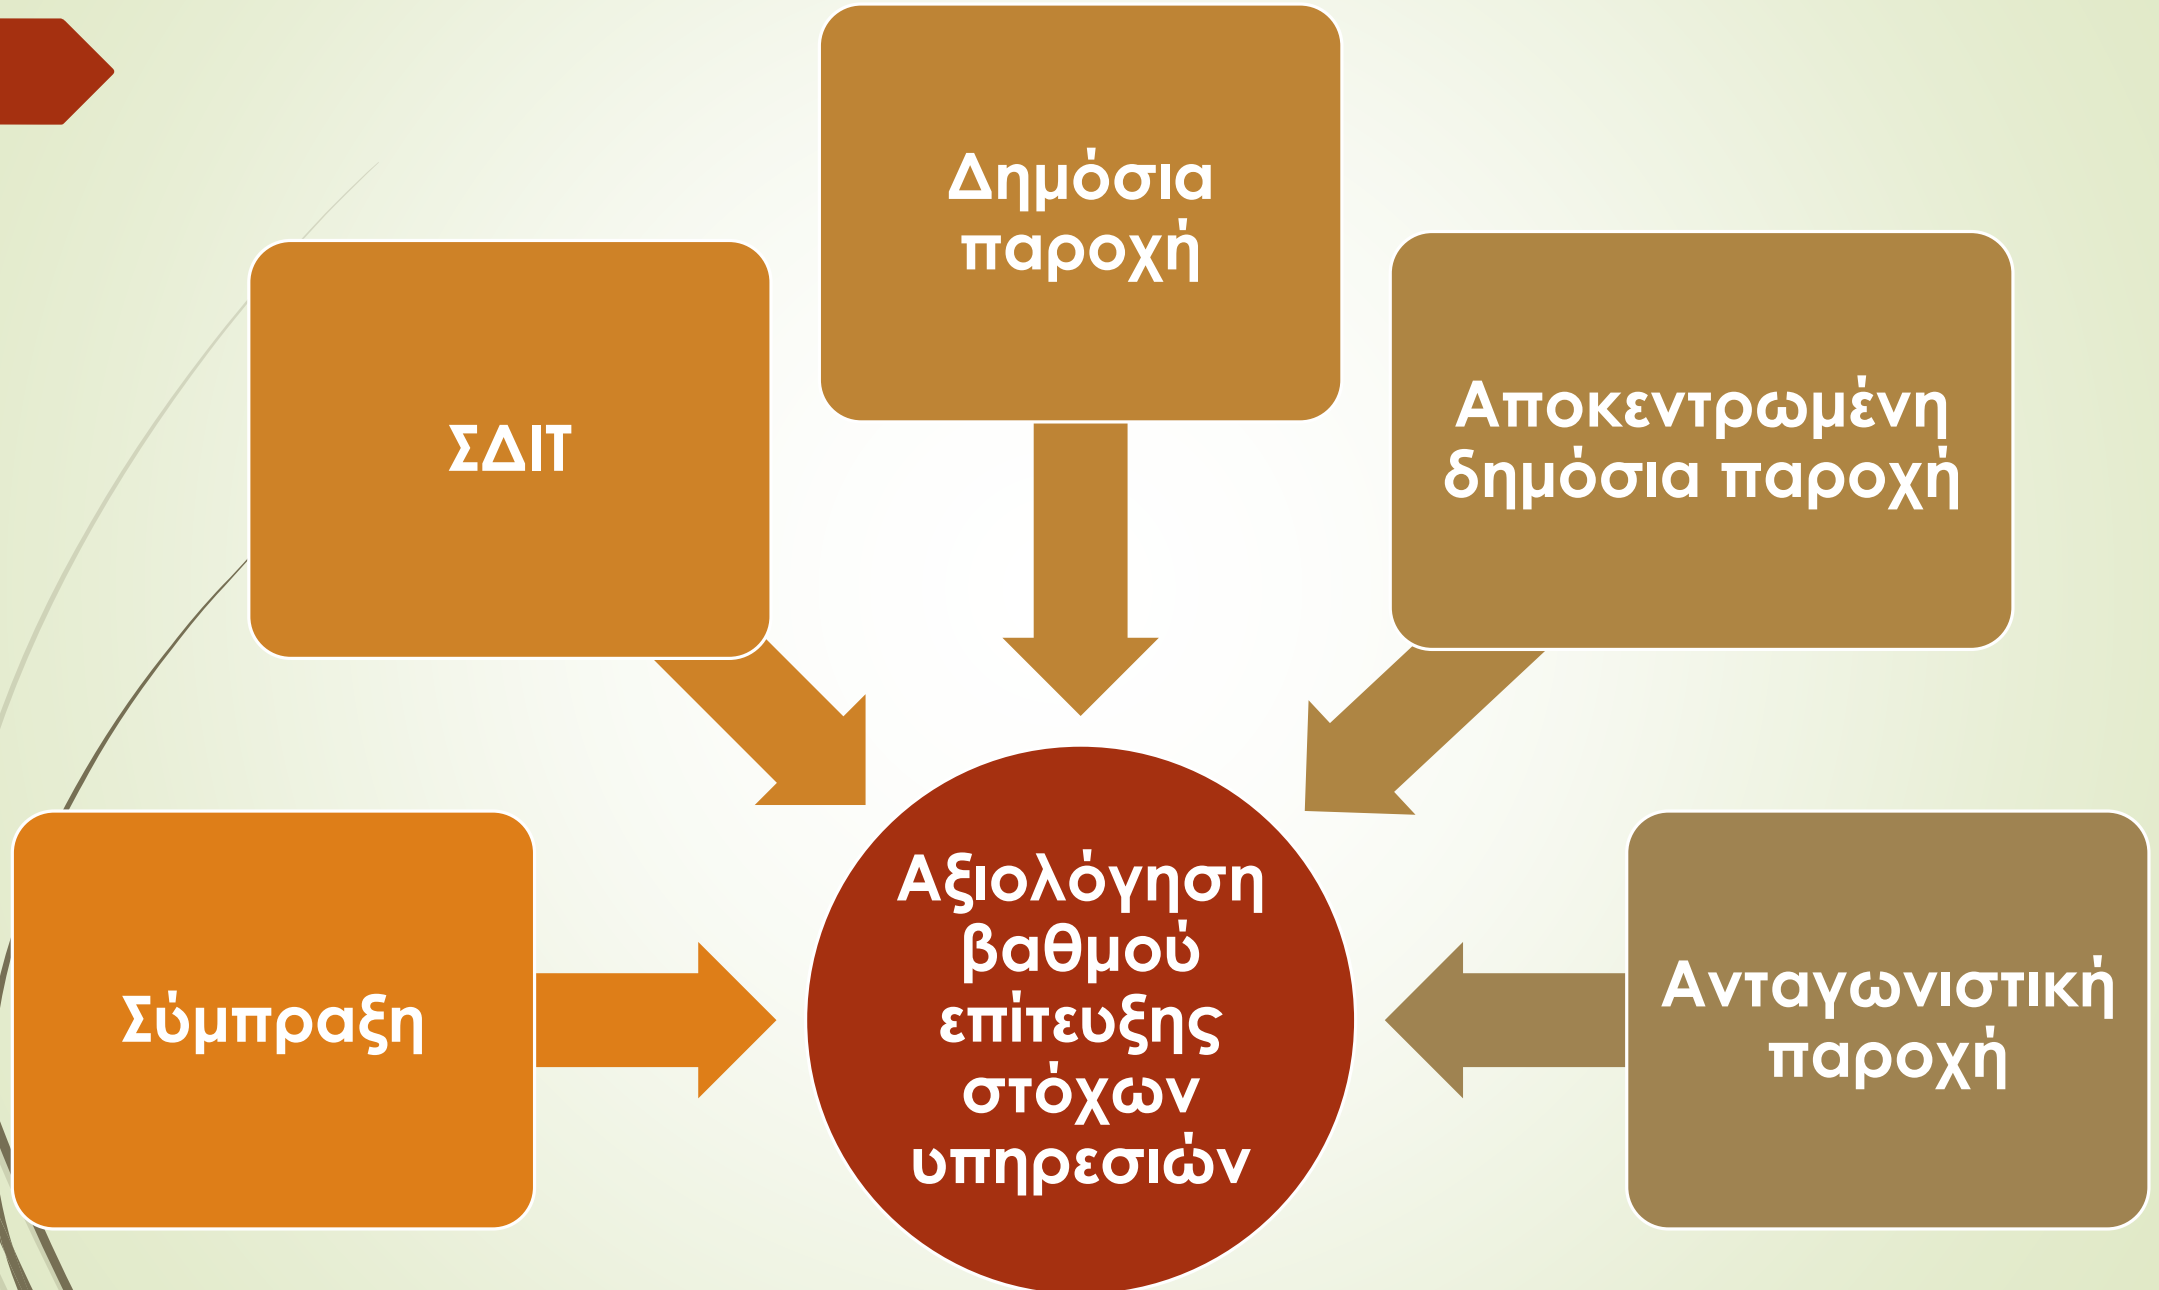 Δημόσια
παροχή
ΣΔΙΤ
Αποκεντρωμένη
δημόσια παροχή
Σύμπραξη
Αξιολόγηση
βαθμού
επίτευξης
στόχων
υπηρεσιών
Ανταγωνιστική
παροχή